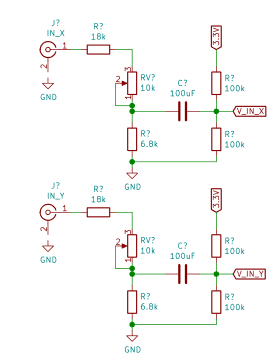 J?
IN_X
1
2
GND
R?
18k
3.3V
3
2
1
RV?
10k
C?
100uF
R?
100k
V_IN_X
R?
6.8k
R?
100k
GND
J?
IN_Y
1
2
GND
R?
18k
3.3V
3
2
1
RV?
10k
C?
100uF
R?
100k
V_IN_Y
R?
6.8k
R?
100k
GND